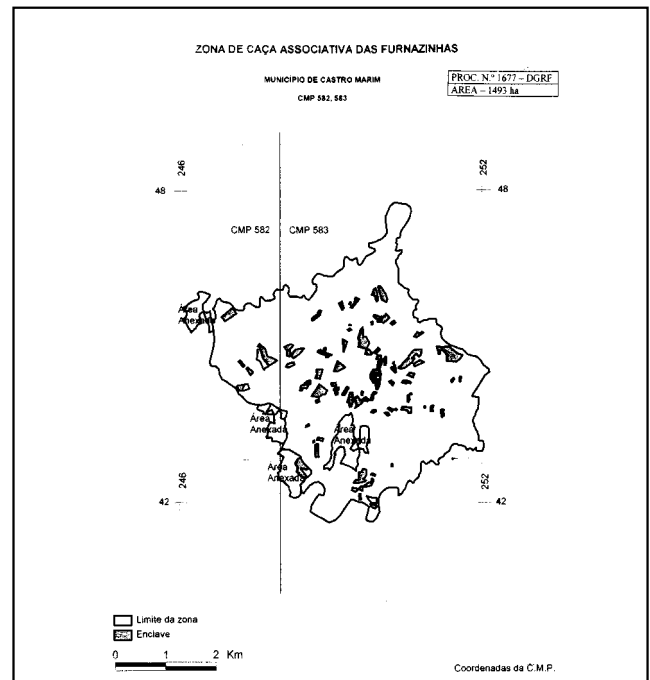 ZONA DE CAÇA ASSOCIATIVA DAS FURNAZINHAS
MUNICIPIO DE CASTRO MARIM
CMP 582, 583
PROC. N.º 1677 – DGRF
ÁREA – 1493 ha
246
252
48
48
CMP 582
CMP 583
Área
Anexada
Área
Anexada
Área
Anexada
Área
Anexada
246
252
42
42
Limite da zona
Enclave
0 1 2 Km
Coordenadas da C.M.P.